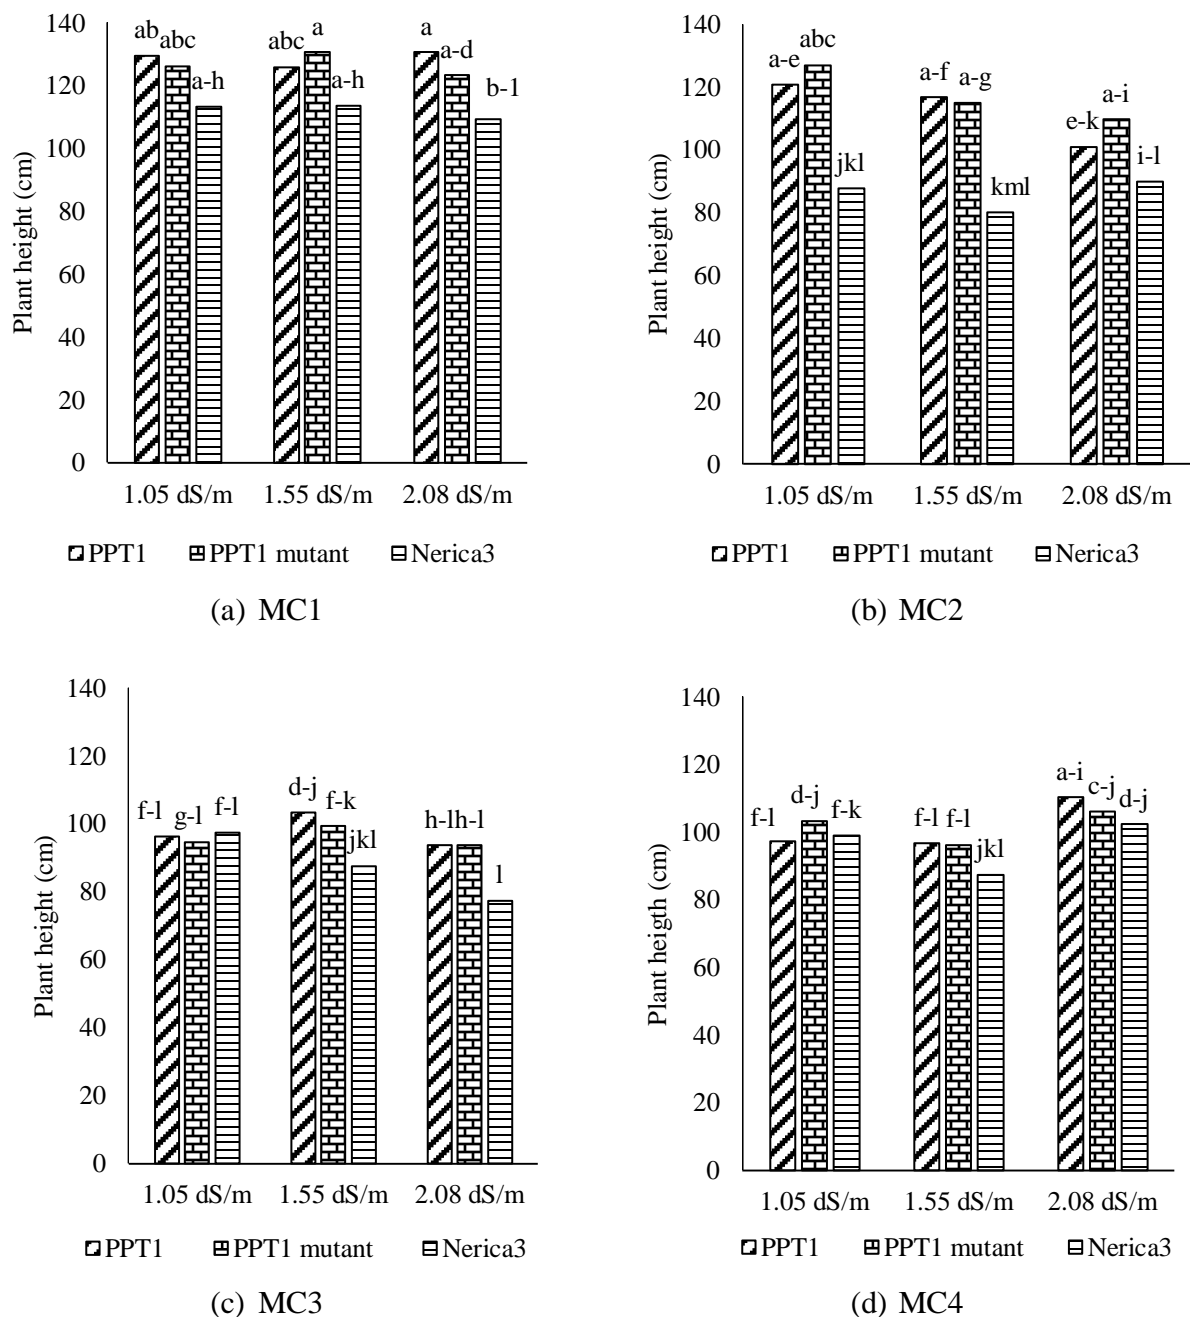 140
120
100
80
60
40
20
0
Plant height (cm)
ab
abc
a-h
abc
a
a-h
a
a-d
b-1
1.05 dS/m 1.55 dS/m 2.08 dS/m
PPT1 PPT1 mutant Nerica3
(a) MC1
140
120
100
80
60
40
20
0
Plant height (cm)
a-e
abc
jkl
a-f
a-g
kml
e-k
a-i
i-l
1.05 dS/m 1.55 dS/m 2.08 dS/m
PPT1 PPT1 mutant Nerica3
(b) MC2
140
120
100
80
60
40
20
0
Plant height (cm)
f-l
g-l
f-l
d-j
f-k
jkl
h-l
h-l
l
1.05 dS/m 1.55 dS/m 2.08 dS/m
PPT1 PPT1 mutant Nerica3
(c) MC3
140
120
100
80
60
40
20
0
Plant heigth (cm)
f-l
d-j
f-k
f-l
f-l
jkl
a-i
c-j
d-j
1.05 dS/m 1.55 dS/m 2.08 dS/m
PPT1 PPT1 mutant Nerica3
(d) MC4